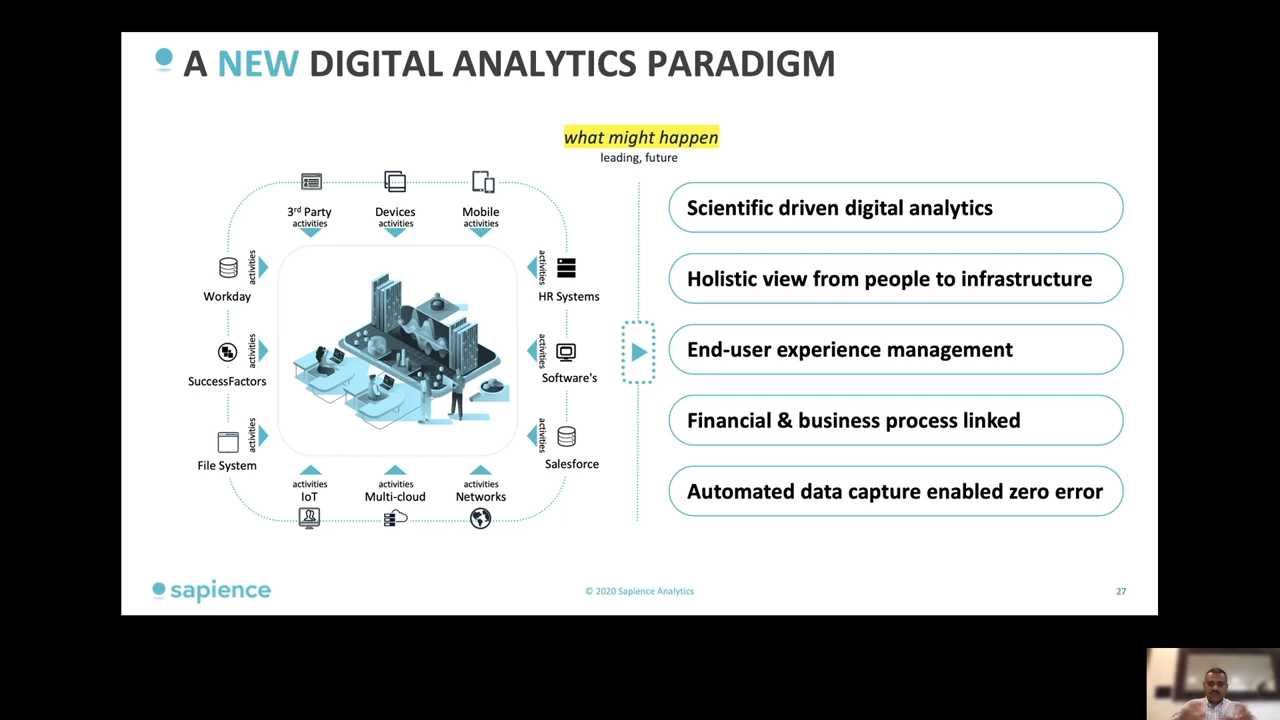 A NEW DIGITAL ANALYTICS PARADIGM
what might happen
leading, future
3rd Party
activities
Devices
activities
Mobile
activities
activities
Workday
activities
SuccessFactors
activities
File System
activities
HR Systems
activities
Software's
activities
Salesforce
activities
IoT
activities
Multi-cloud
activities
Networks
Scientific driven digital analytics
Holistic view from people to infrastructure
End-user experience management
Financial & business process linked
Automated data capture enabled zero error
sapience
© 2020 Sapience Analytics
27